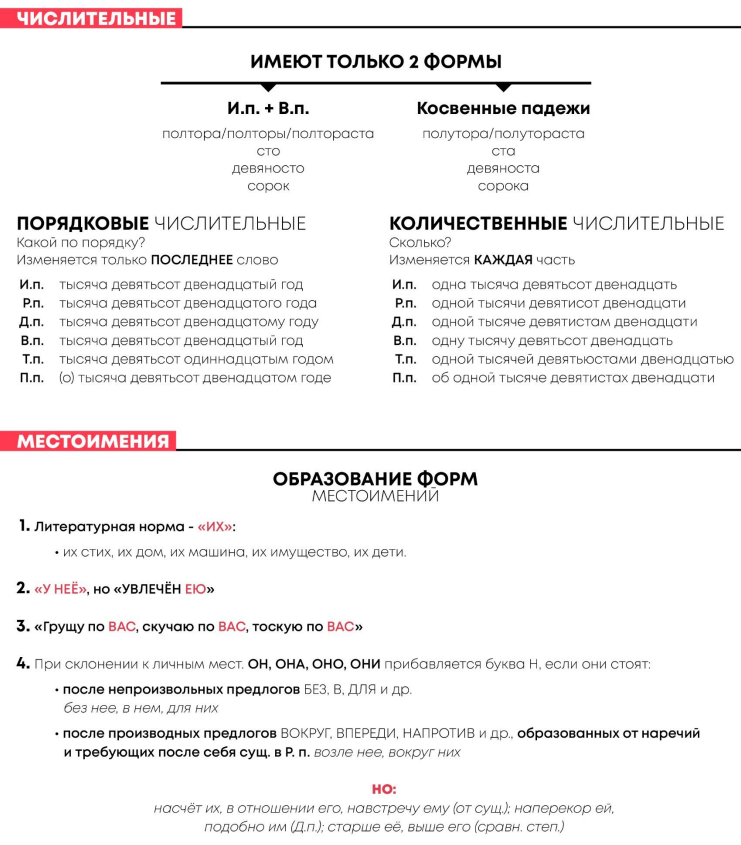 ЧИСЛИТЕЛЬНЫЕ
ИМЕЮТ ТОЛЬКО 2 ФОРМЫ
И.п. + В.п.
полтора/полторы/полтораста
сто
девяносто
сорок
Косвенные падежи
полутора/полутораста
ста
девяноста
сорока
ПОРЯДКОВЫЕ ЧИСЛИТЕЛЬНЫЕ
Какой по порядку?
Изменяется только ПОСЛЕДНЕЕ слово
И.п. тысяча девятьсот двенадцатый год
Р.п. тысяча девятьсот двенадцатого года
Д.п. тысяча девятьсот двенадцатому году
В.п. тысяча девятьсот двенадцатый год
Т.п. тысяча девятьсот одиннадцатым годом
П.п. (о) тысяча девятьсот двенадцатом годе
КОЛИЧЕСТВЕННЫЕ ЧИСЛИТЕЛЬНЫЕ
Сколько?
Изменяется КАЖДАЯ часть
И.п. одна тысяча девятьсот двенадцать
Р.п. одной тысячи девятисот двенадцати
Д.п. одной тысяче девятистам двенадцати
В.п. одну тысячу девятьсот двенадцать
Т.п. одной тысячей девятьюстами двенадцатью
П.п. об одной тысяче девятистах двенадцати
МЕСТОИМЕНИЯ
ОБРАЗОВАНИЕ ФОРМ
МЕСТОИМЕНИЙ
1. Литературная норма - «ИХ»:
• их стих, их дом, их машина, их имущество, их дети.
2. «У НЕЁ», но «УВЛЕЧЁН ЕЮ»
3. «Грущу по ВАС, скучаю по ВАС, тоскую по ВАС»
4. При склонении к личным мест. ОН, ОНА, ОНО, ОНИ прибавляется буква Н, если они стоят:
• после непроизвольных предлогов БЕЗ, В, ДЛЯ и др.
без нее, в нем, для них
• после производных предлогов ВОКРУГ, ВПЕРЕДИ, НАПРОТИВ и др., образованных от наречий
и требующих после себя сущ. в Р. п. возле нее, вокруг них
НО:
насчёт их, в отношении его, навстречу ему (от сущ.); наперекор ей,
подобно им (Д.п.); старше её, выше его (сравн. степ.)